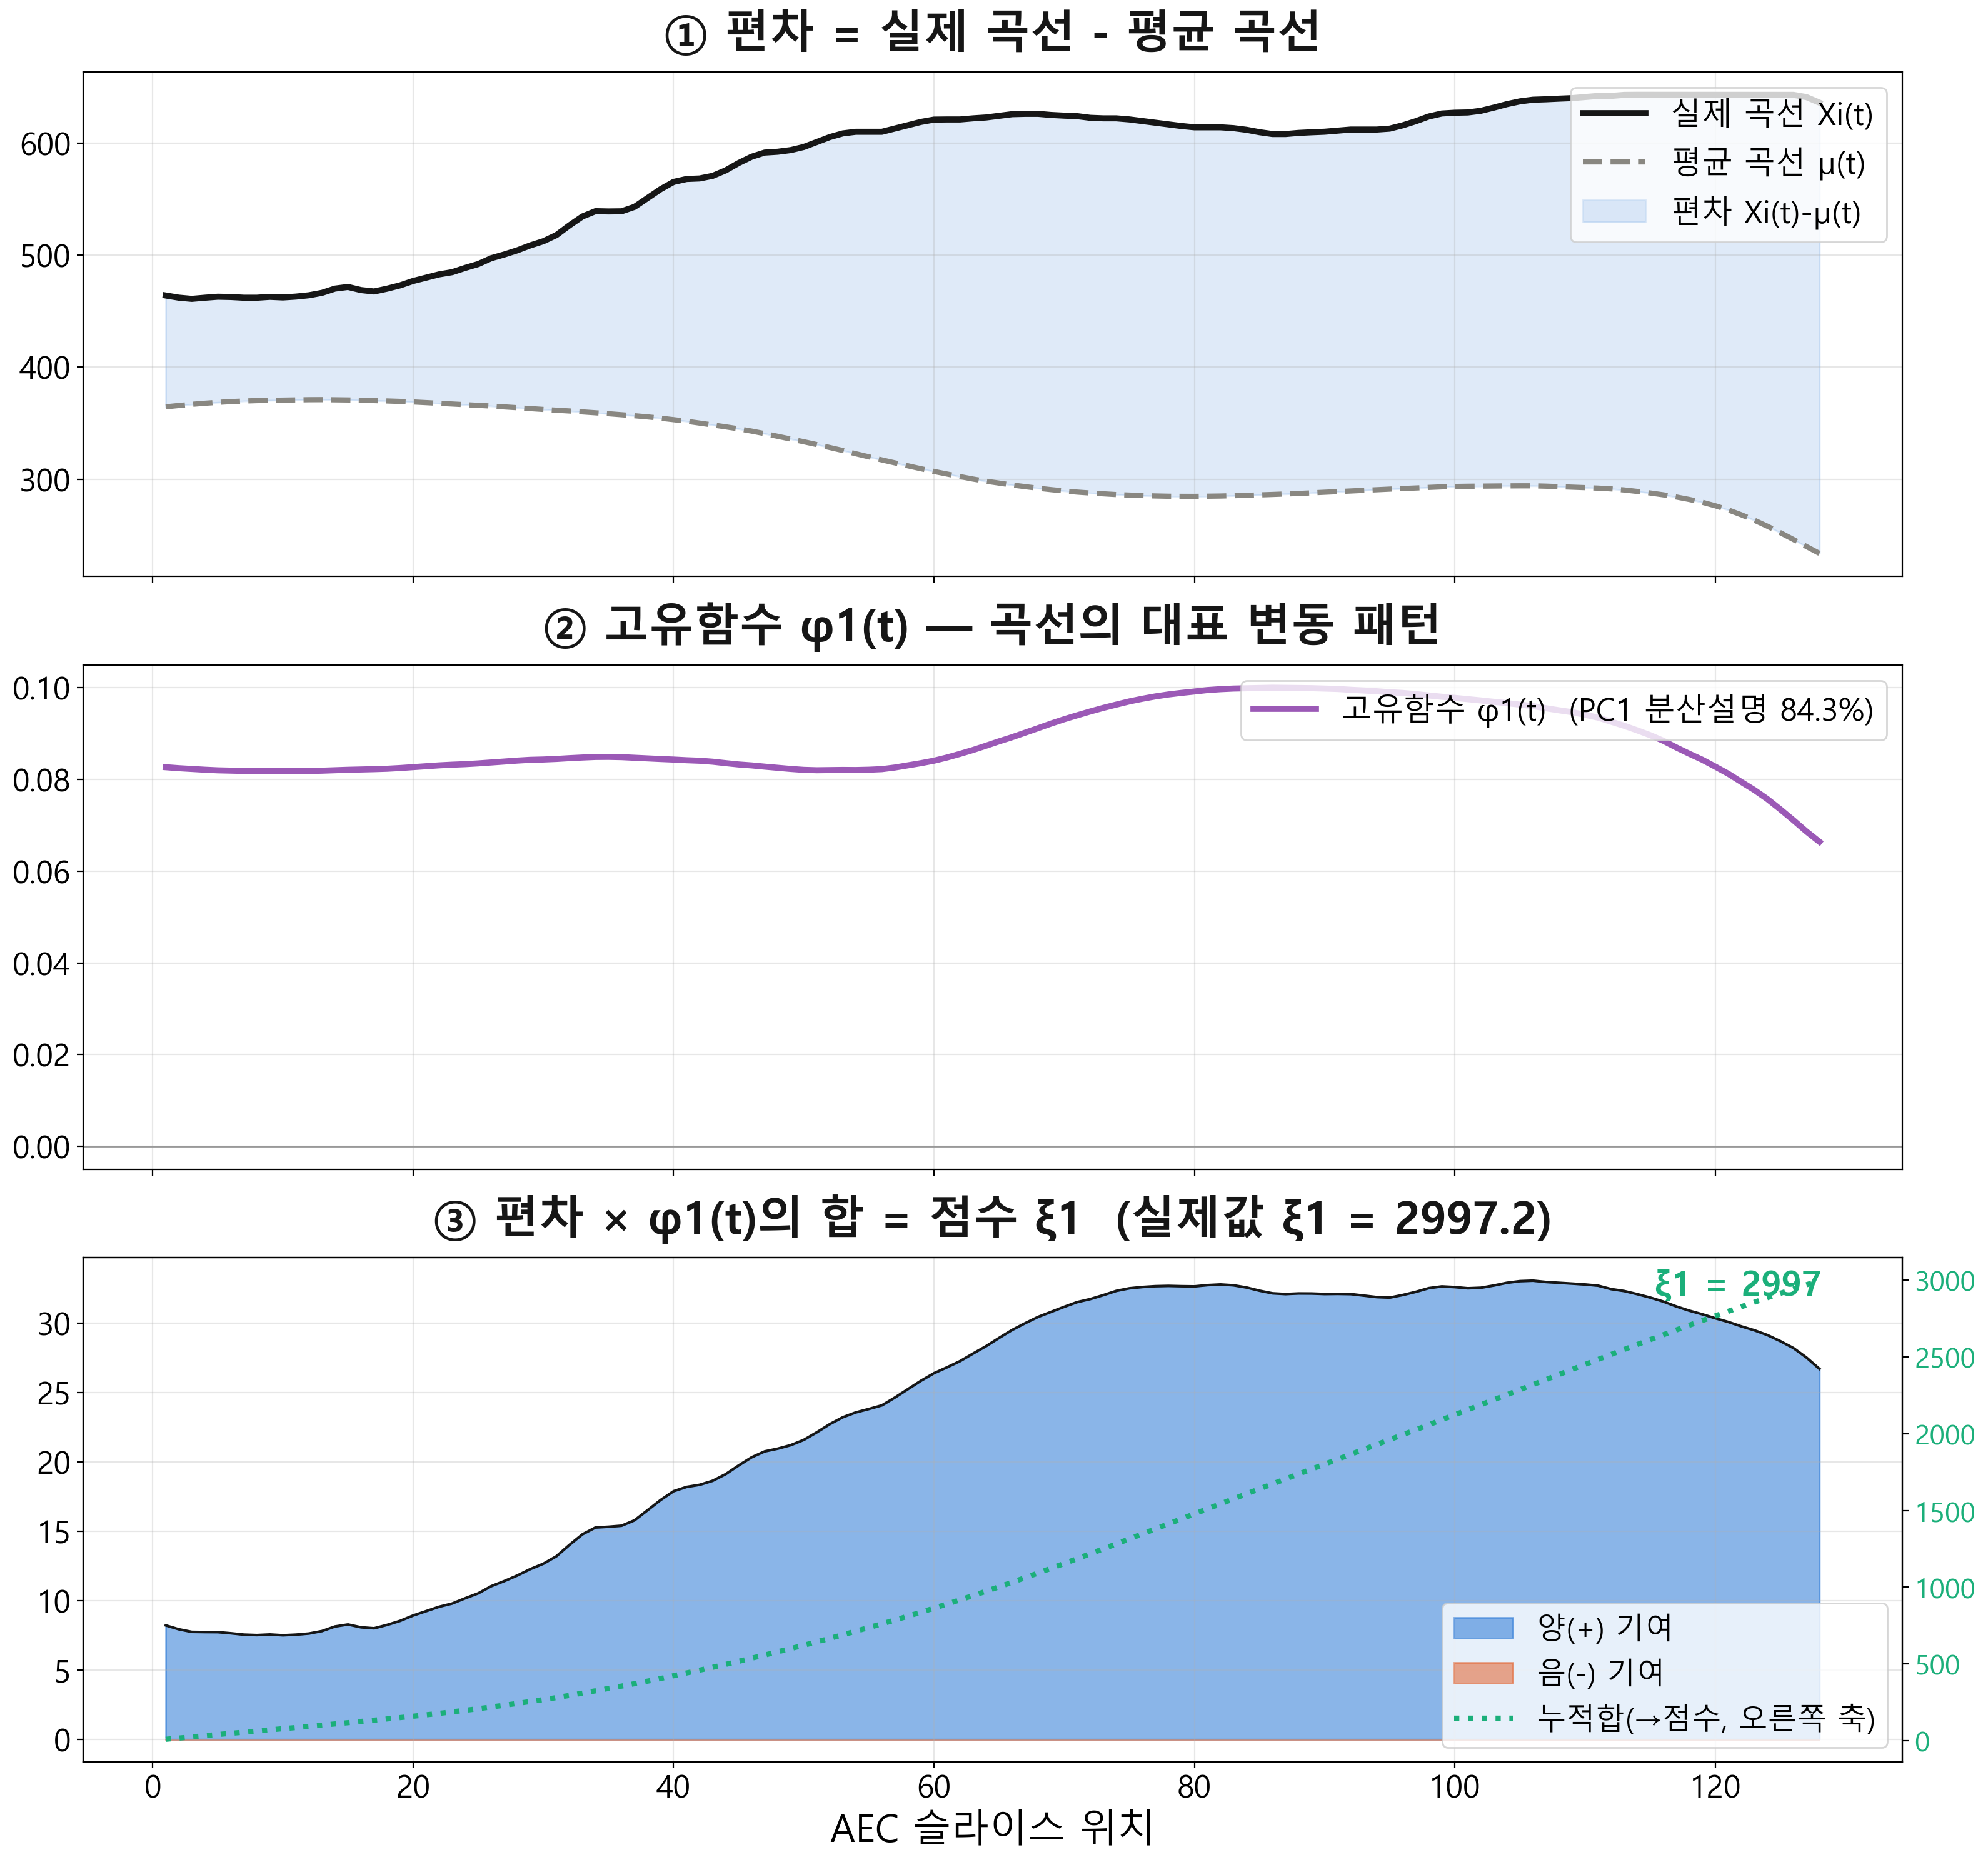 ① 편차 = 실제 곡선 - 평균 곡선
600
500
400
300
실제 곡선 Xi(t)
평균 곡선 μ(t)
편차 Xi(t)-μ(t)
② 고유함수 φ1(t) — 곡선의 대표 변동 패턴
0.10
0.08
0.06
0.04
0.02
0.00
고유함수 φ1(t) (PC1 분산설명 84.3%)
③ 편차 × φ1(t)의 합 = 점수 ξ1 (실제값 ξ1 = 2997.2)
30
25
20
15
10
5
0
ξ1 = 2997
3000
2500
2000
1500
1000
500
0
양(+) 기여
음(-) 기여
누적합(→점수, 오른쪽 축)
0 20 40 60 80 100 120
AEC 슬라이스 위치